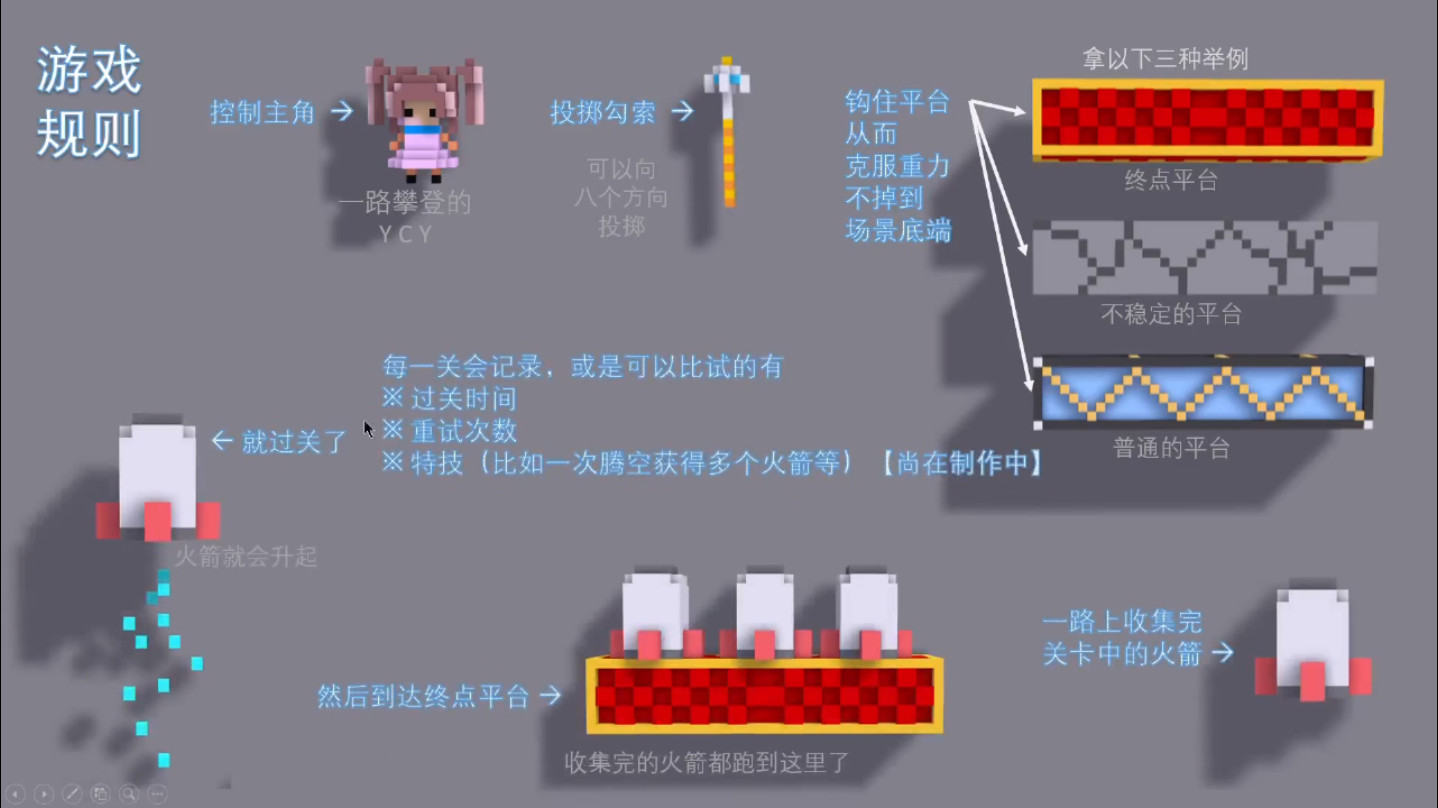 游戏
规则
控制主角 →
一路攀登的
YCY
投掷勾索 →
可以向
八个方向
投掷
钩住平台
从而
克服重力
不掉到
场景底端
拿以下三种举例
终点平台
不稳定的平台
普通的平台
一路上收集完
关卡中的火箭 →
然后到达终点平台 →
收集完的火箭都跑到这里了
火箭就会升起
← 就过关了
每一关会记录，或是可以比试的有
※ 过关时间
※ 重试次数
※ 特技（比如一次腾空获得多个火箭等）【尚在制作中】